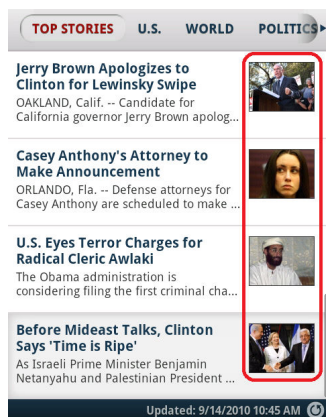 TOP STORIES U.S. WORLD POLITICS
Jerry Brown Apologizes to
Clinton for Lewinsky Swipe
OAKLAND, Calif. -- Candidate for
California governor Jerry Brown apolog...
Casey Anthony's Attorney to
Make Announcement
ORLANDO, Fla. -- Defense attorneys for
Casey Anthony are scheduled to make ...
U.S. Eyes Terror Charges for
Radical Cleric Awlaki
The Obama administration is
considering filing the first criminal cha...
Before Mideast Talks, Clinton
Says 'Time is Ripe'
As Israeli Prime Minister Benjamin
Netanyahu and Palestinian President ...
Updated: 9/14/2010 10:45 AM